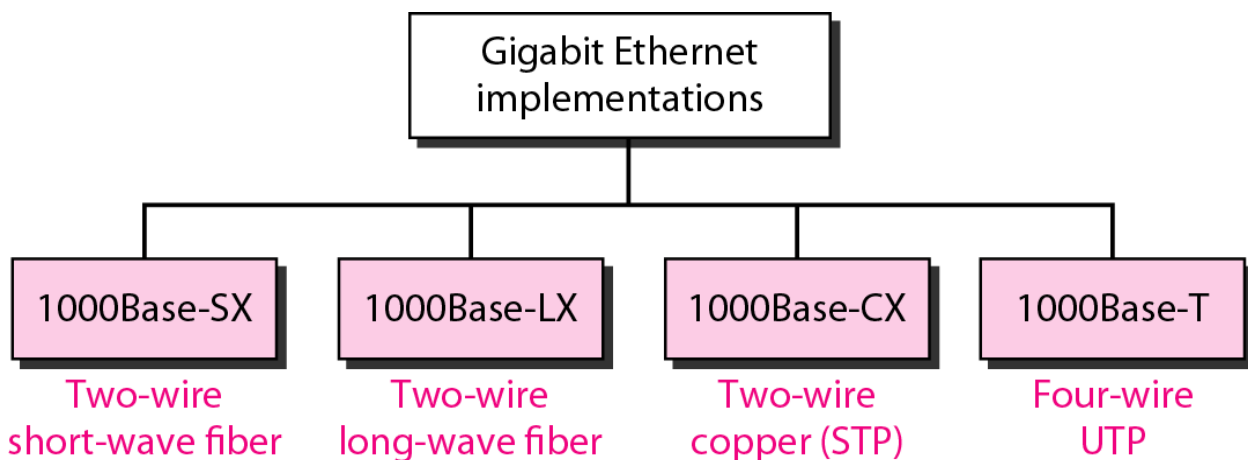 Gigabit Ethernet
implementations
1000Base-SX
1000Base-LX
1000Base-CX
1000Base-T
Two-wire
short-wave fiber
Two-wire
long-wave fiber
Two-wire
copper (STP)
Four-wire
UTP